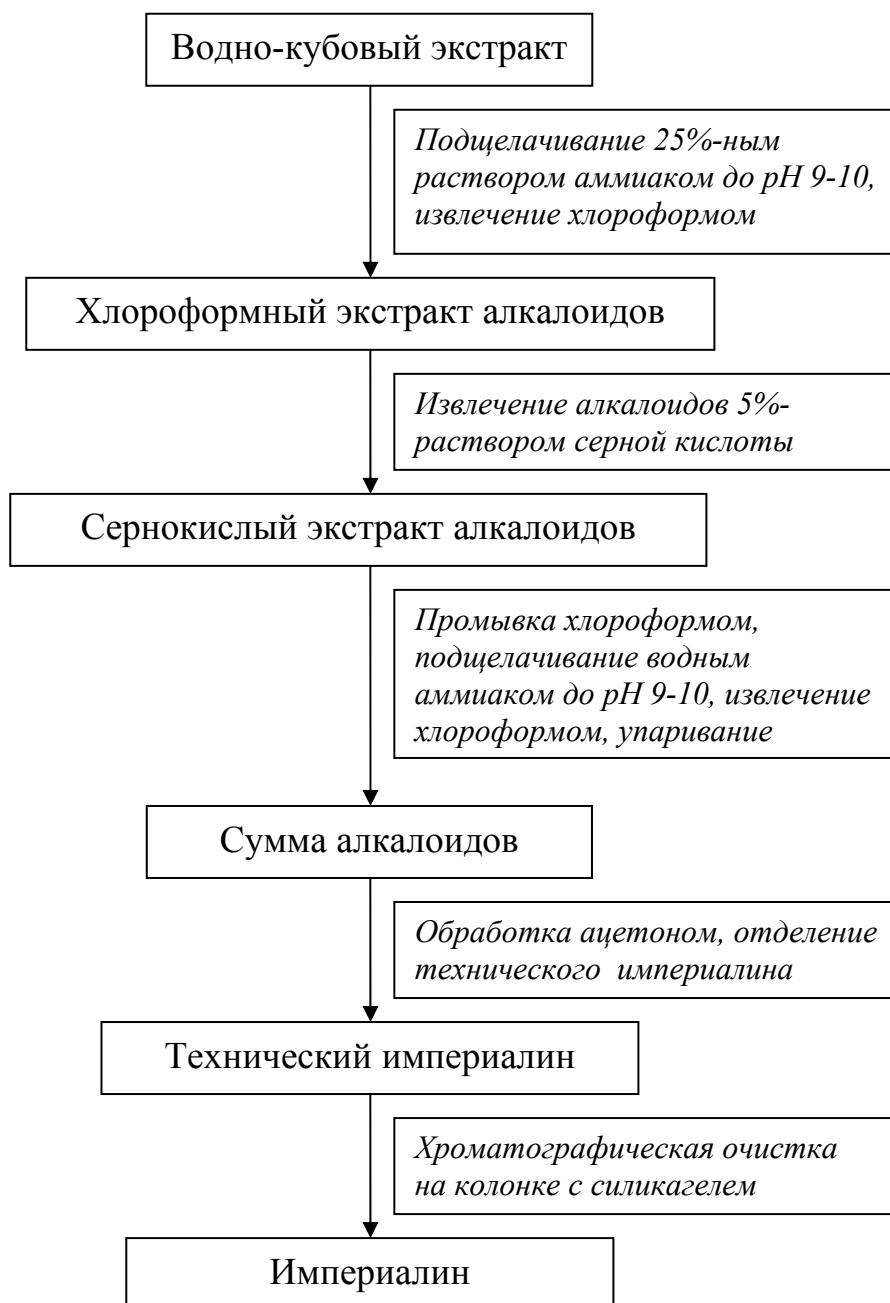 Водно-кубовый экстракт
Подщелачивание 25%-ным
раствором аммиаком до рН 9-10,
извлечение хлороформом
Хлороформный экстракт алкалоидов
Извлечение алкалоидов 5%-
раствором серной кислоты
Сернокислый экстракт алкалоидов
Промывка хлороформом,
подщелачивание водным
аммиаком до рН 9-10, извлечение
хлороформом, упаривание
Сумма алкалоидов
Обработка ацетоном, отделение
технического империалина
Технический империалин
Хроматографическая очистка
на колонке с силикагелем
Империалин